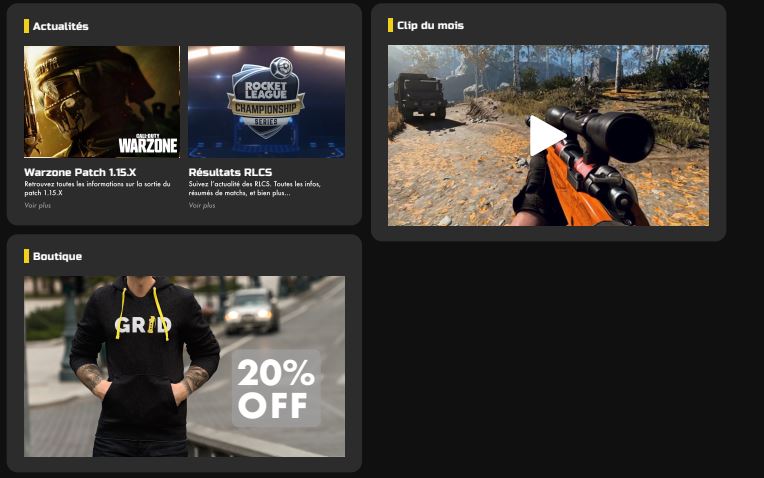 Actualités
CALL OF DUTY
WARZONE
ROCKET
LEAGUE
CHAMPIONSHIP
SERIES
Warzone Patch 1.15.X
Retrouvez toutes les informations sur la sortie du
patch 1.15.X
Voir plus
Résultats RLCS
Suivez l'actualité des RLCS. Toutes les infos,
résumés de matchs, et bien plus...
Voir plus
Clip du mois
Boutique
GRID
20%
OFF